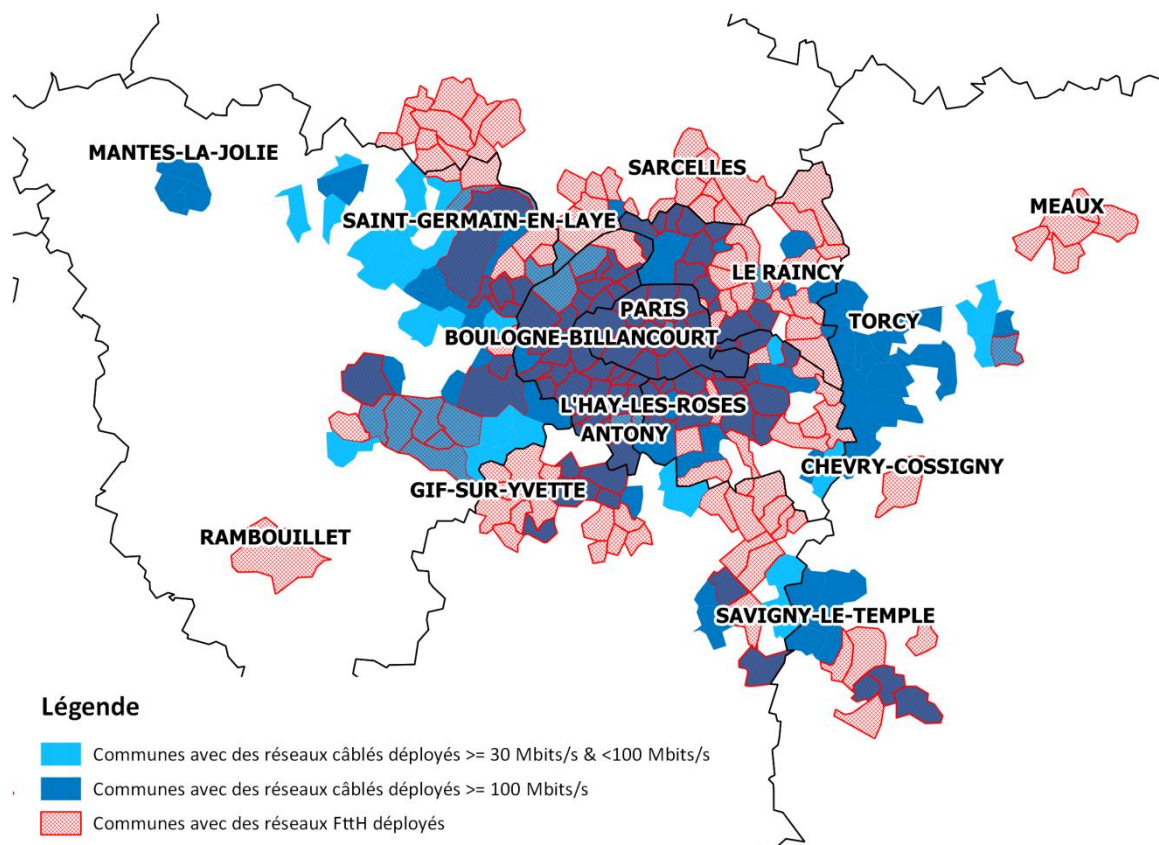 MANTES-LA-JOLIE
SARCELLES
MEAUX
SAINT-GERMAIN-EN-LAYE
LE RAINCY
PARIS
TORCY
BOULOGNE-BILLANCOURT
L'HAY-LES-ROSES
ANTONY
CHEVRY-COSSIGNY
GIF-SUR-YVETTE
RAMBOUILLET
SAVIGNY-LE-TEMPLE
Légende
Communes avec des réseaux câblés déployés >= 30 Mbits/s & <100 Mbits/s
Communes avec des réseaux câblés déployés >= 100 Mbits/s
Communes avec des réseaux FttH déployés